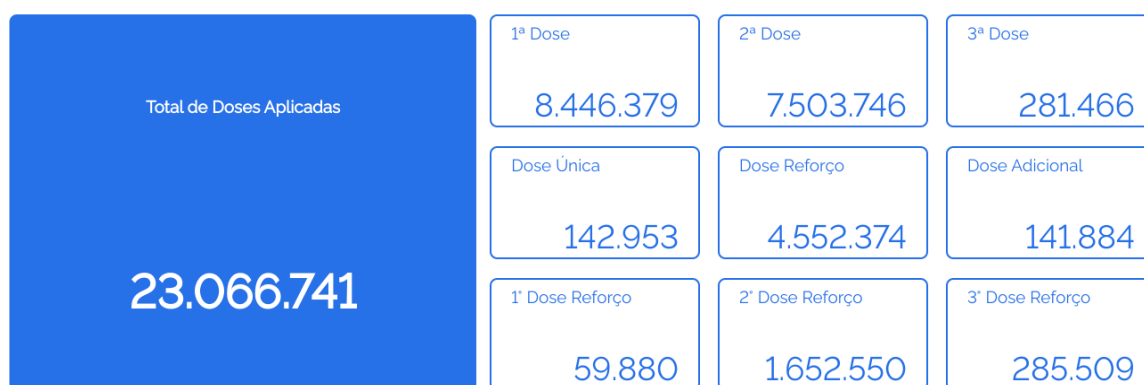 Total de Doses Aplicadas
23.066.741
1ª Dose
8.446.379
2ª Dose
7.503.746
3ª Dose
281.466
Dose Única
142.953
Dose Reforço
4.552.374
Dose Adicional
141.884
1° Dose Reforço
59.880
2° Dose Reforço
1.652.550
3° Dose Reforço
285.509